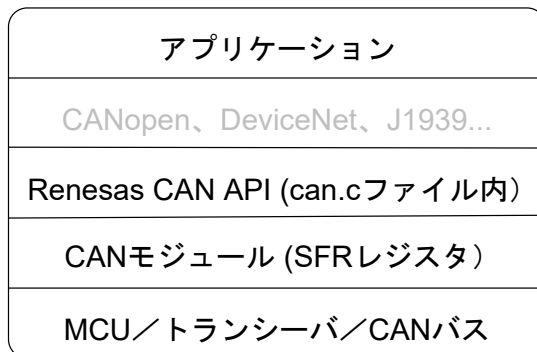 アプリケーション
CANopen、DeviceNet、J1939...
Renesas CAN API (can.cファイル内）
CANモジュール (SFRレジスタ）
MCU／トランシーバ／CANバス